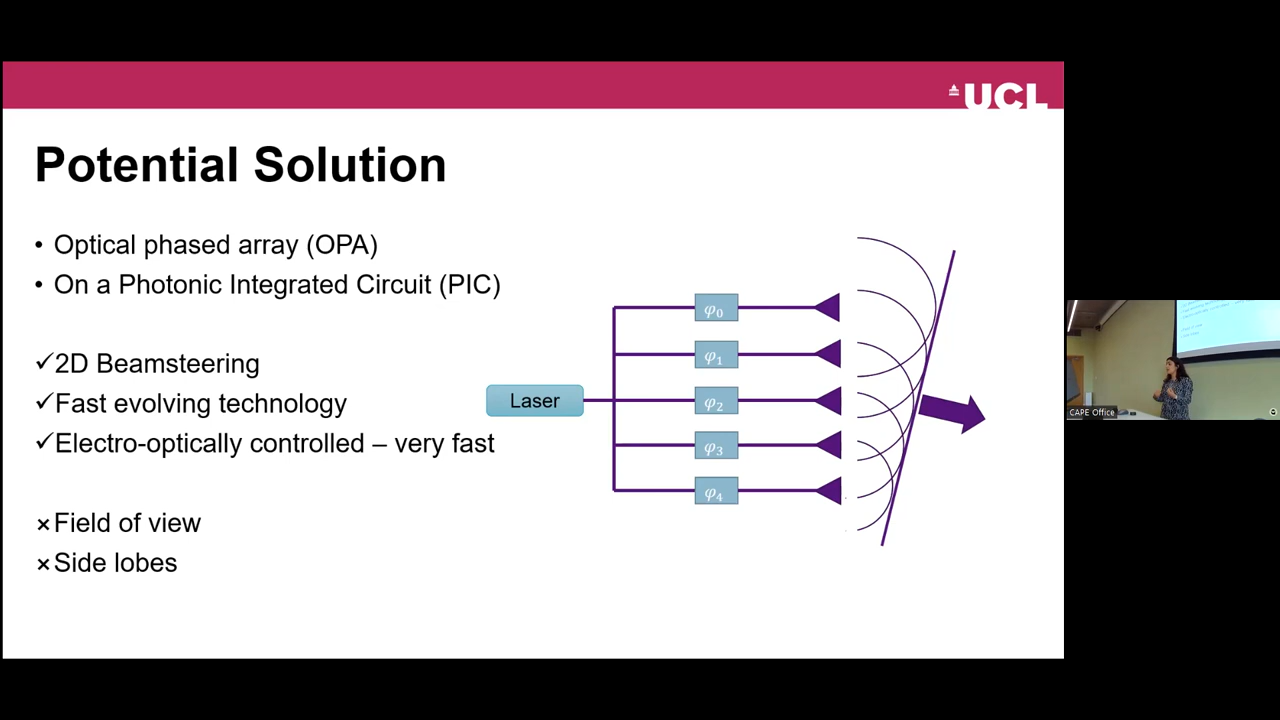 UCL
Potential Solution
• Optical phased array (OPA)
• On a Photonic Integrated Circuit (PIC)
✓2D Beamsteering
✓Fast evolving technology
✓Electro-optically controlled – very fast
×Field of view
×Side lobes
Laser
φ0
φ1
φ2
φ3
φ4
CAPE Office